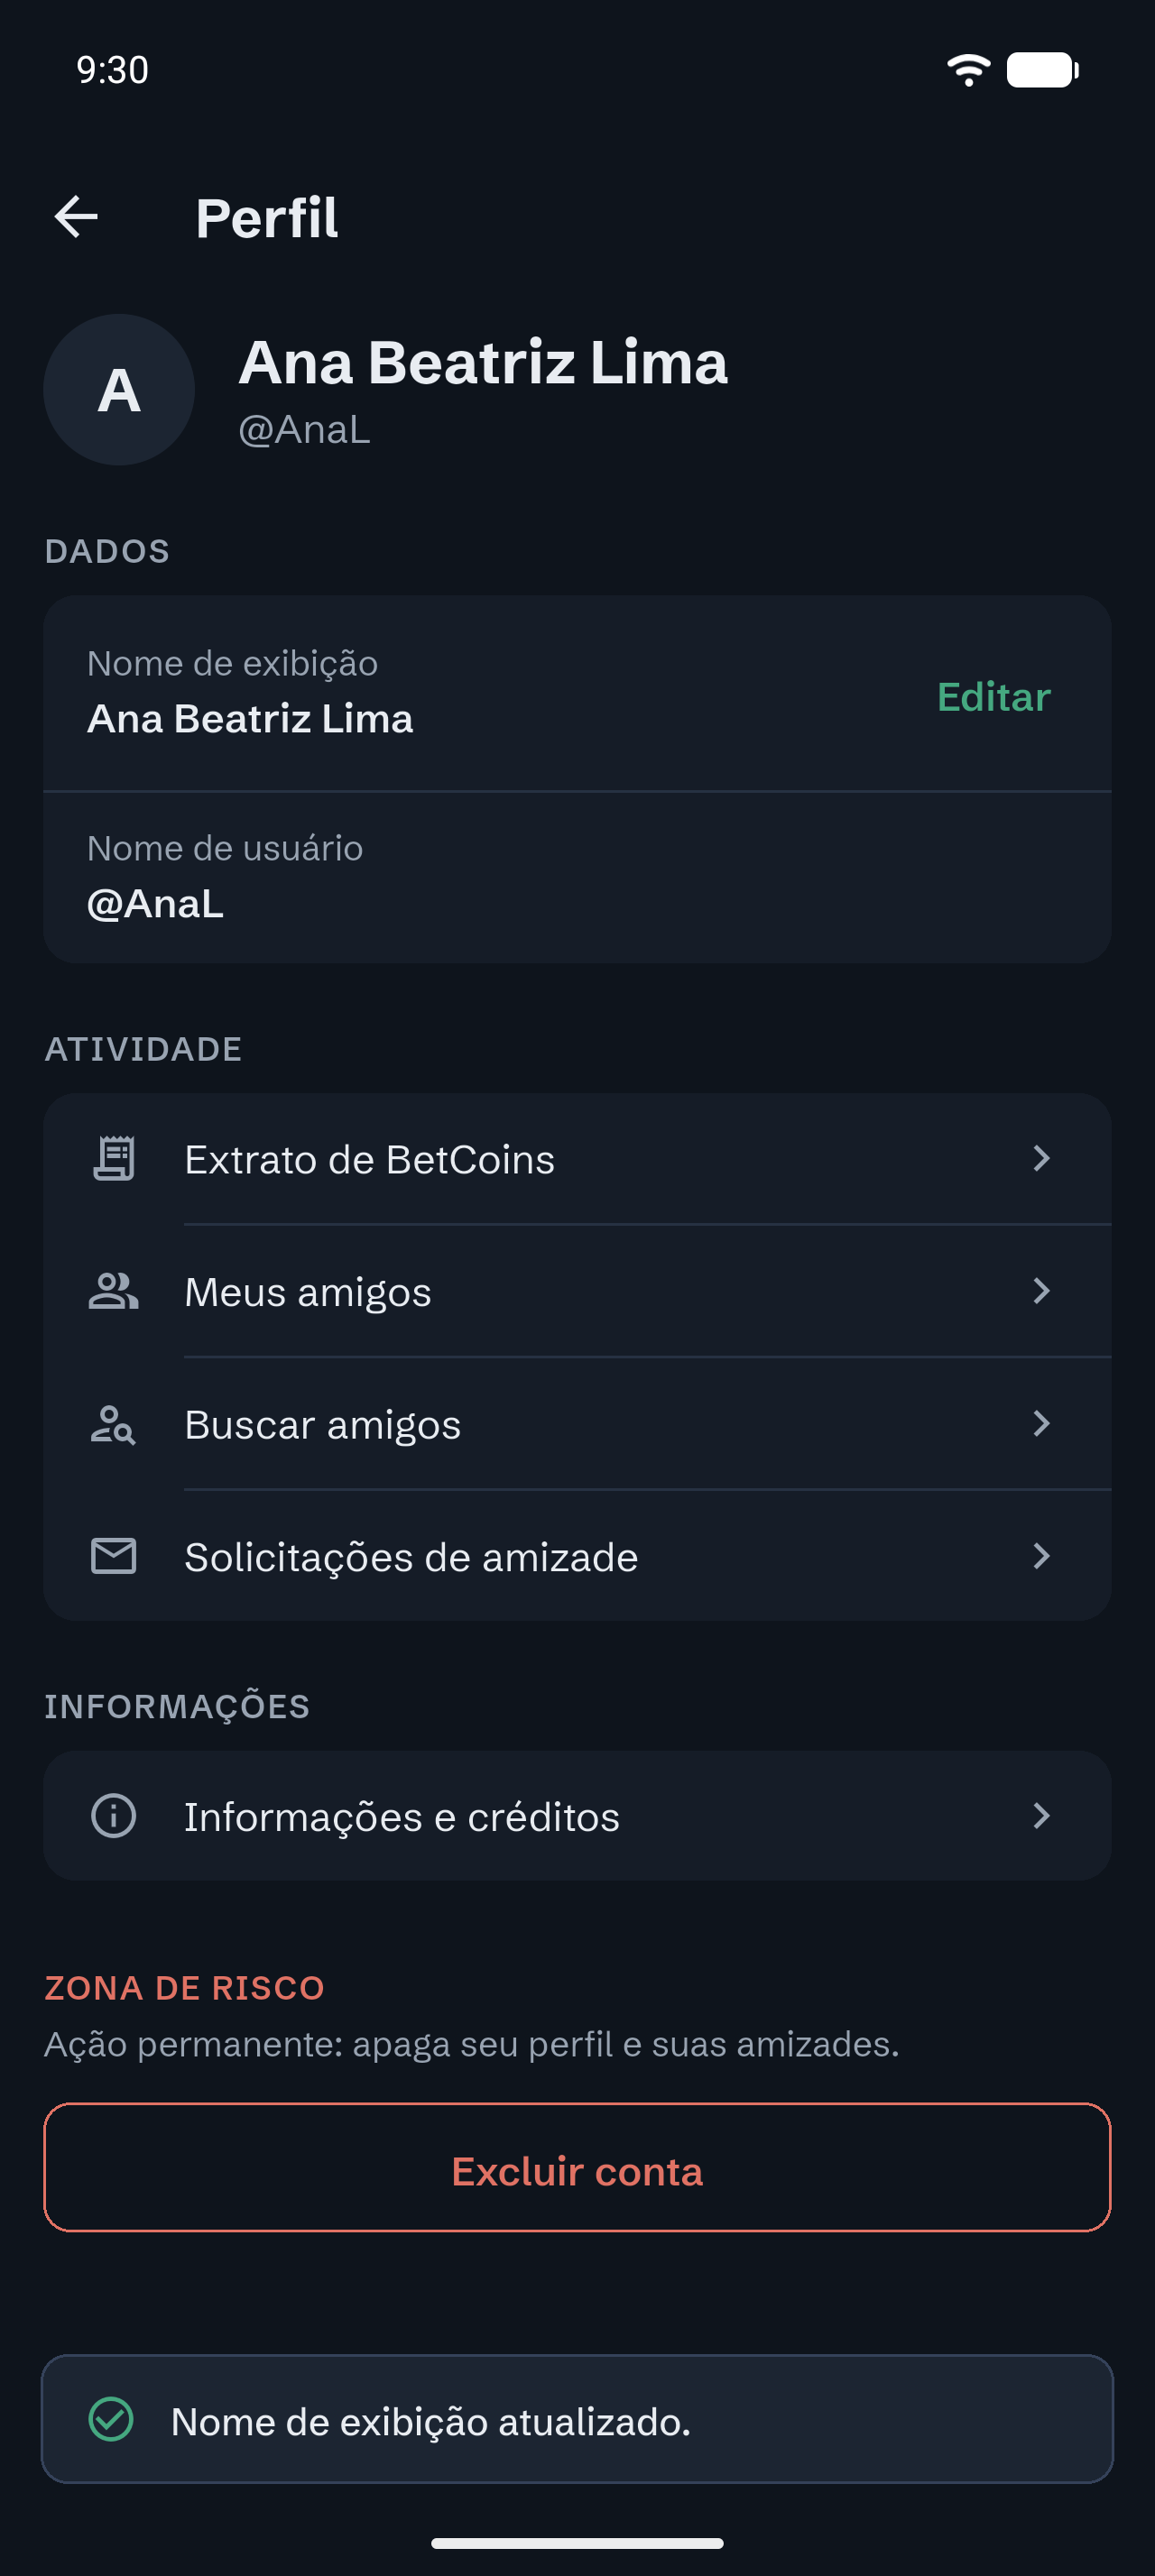 9:30
Perfil
A
Ana Beatriz Lima
@AnaL
DADOS
Nome de exibição
Ana Beatriz Lima
Editar
Nome de usuário
@AnaL
ATIVIDADE
Extrato de BetCoins
Meus amigos
Buscar amigos
Solicitações de amizade
INFORMAÇÕES
Informações e créditos
ZONA DE RISCO
Ação permanente: apaga seu perfil e suas amizades.
Excluir conta
Nome de exibição atualizado.